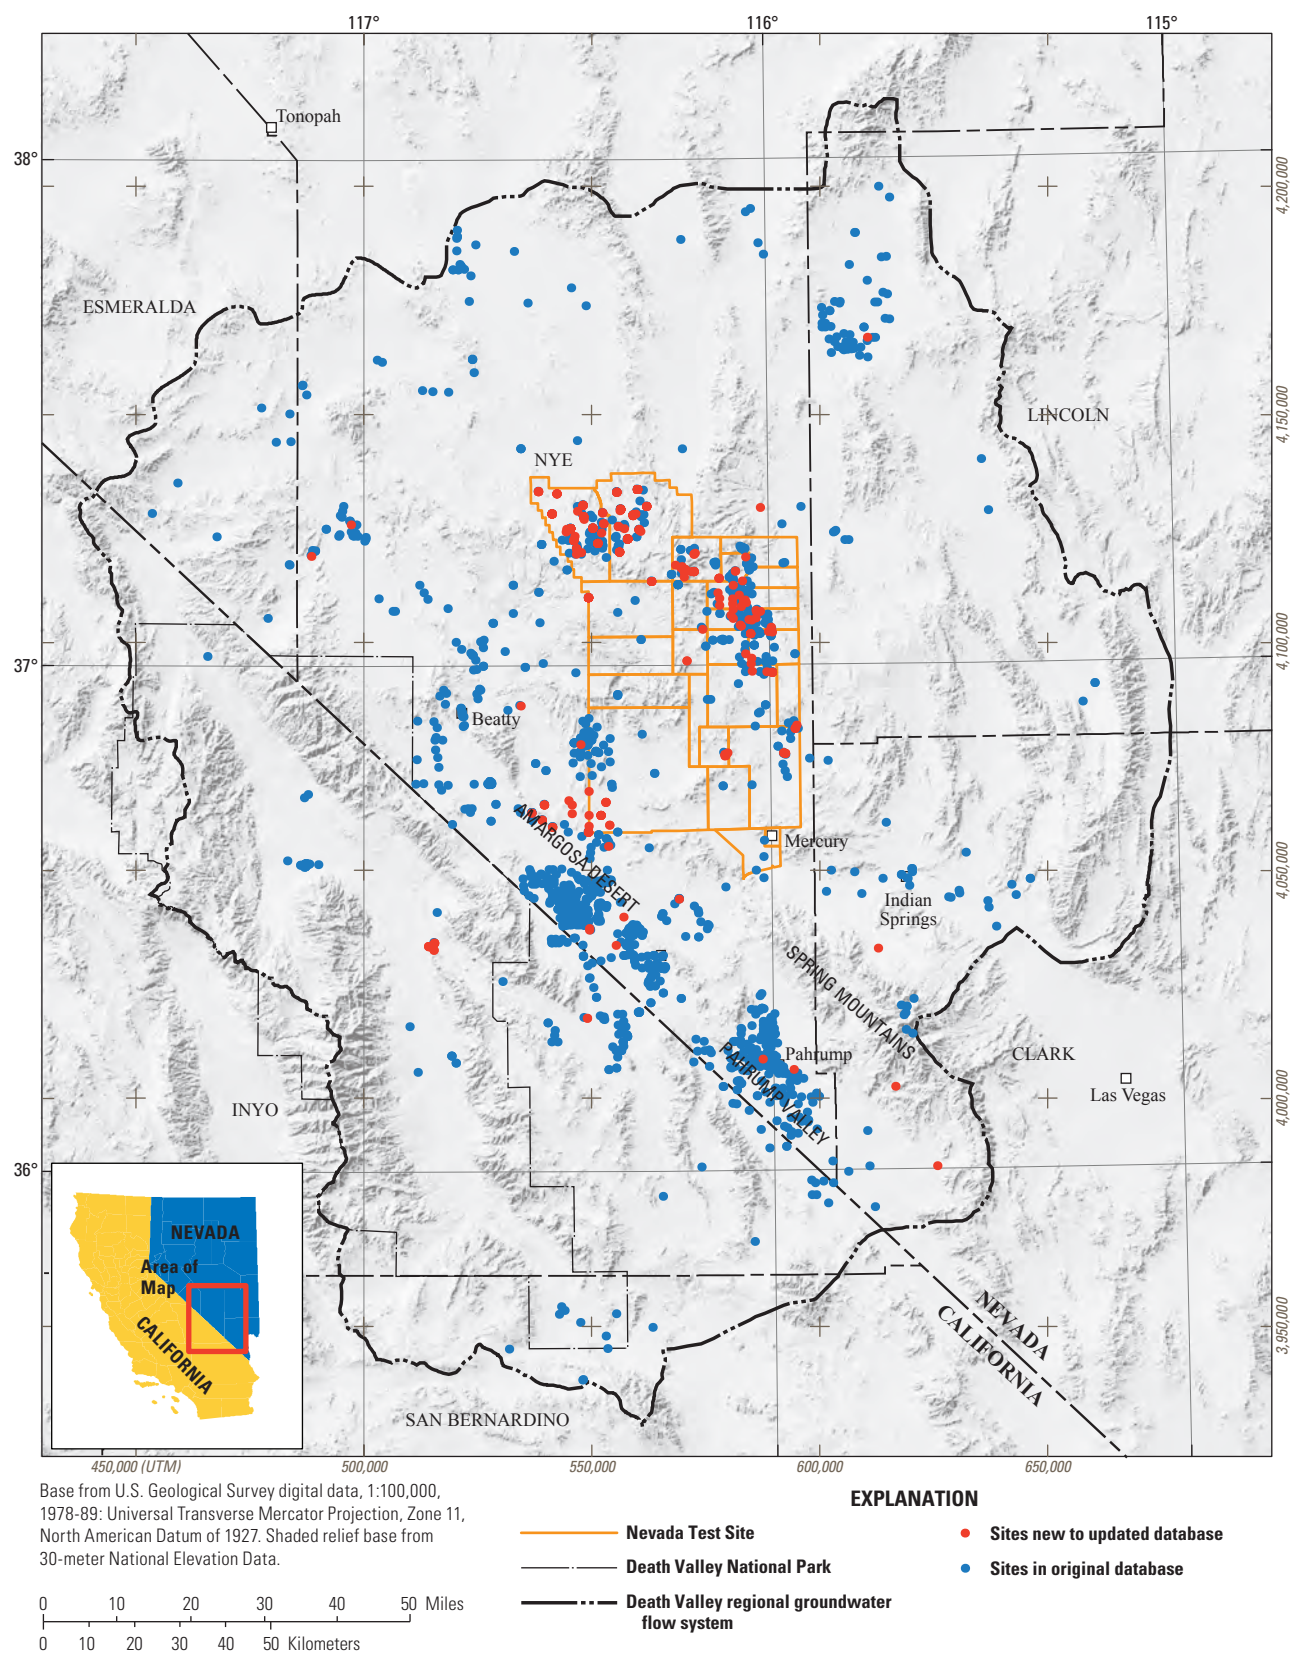 117°
116°
115°
Tonopah
38°
4,200,000
ESMERALDA
4,150,000
LINCOLN
NYE
4,100,000
37°
Beatty
AMARGOSA DESERT
Mercury
4,050,000
Indian
Springs
SPRING MOUNTAINS
PAHRUMP VALLEY
Pahrump
CLARK
Las Vegas
4,000,000
INYO
36°
NEVADA
Area of
Map
CALIFORNIA
NEVADA
CALIFORNIA
3,950,000
SAN BERNARDINO
450,000 (UTM)
500,000
550,000
600,000
650,000
Base from U.S. Geological Survey digital data, 1:100,000,
1978-89: Universal Transverse Mercator Projection, Zone 11,
North American Datum of 1927. Shaded relief base from
30-meter National Elevation Data.
0 10 20 30 40 50 Miles
0 10 20 30 40 50 Kilometers
EXPLANATION
Nevada Test Site
Death Valley National Park
Death Valley regional groundwater
flow system
Sites new to updated database
Sites in original database